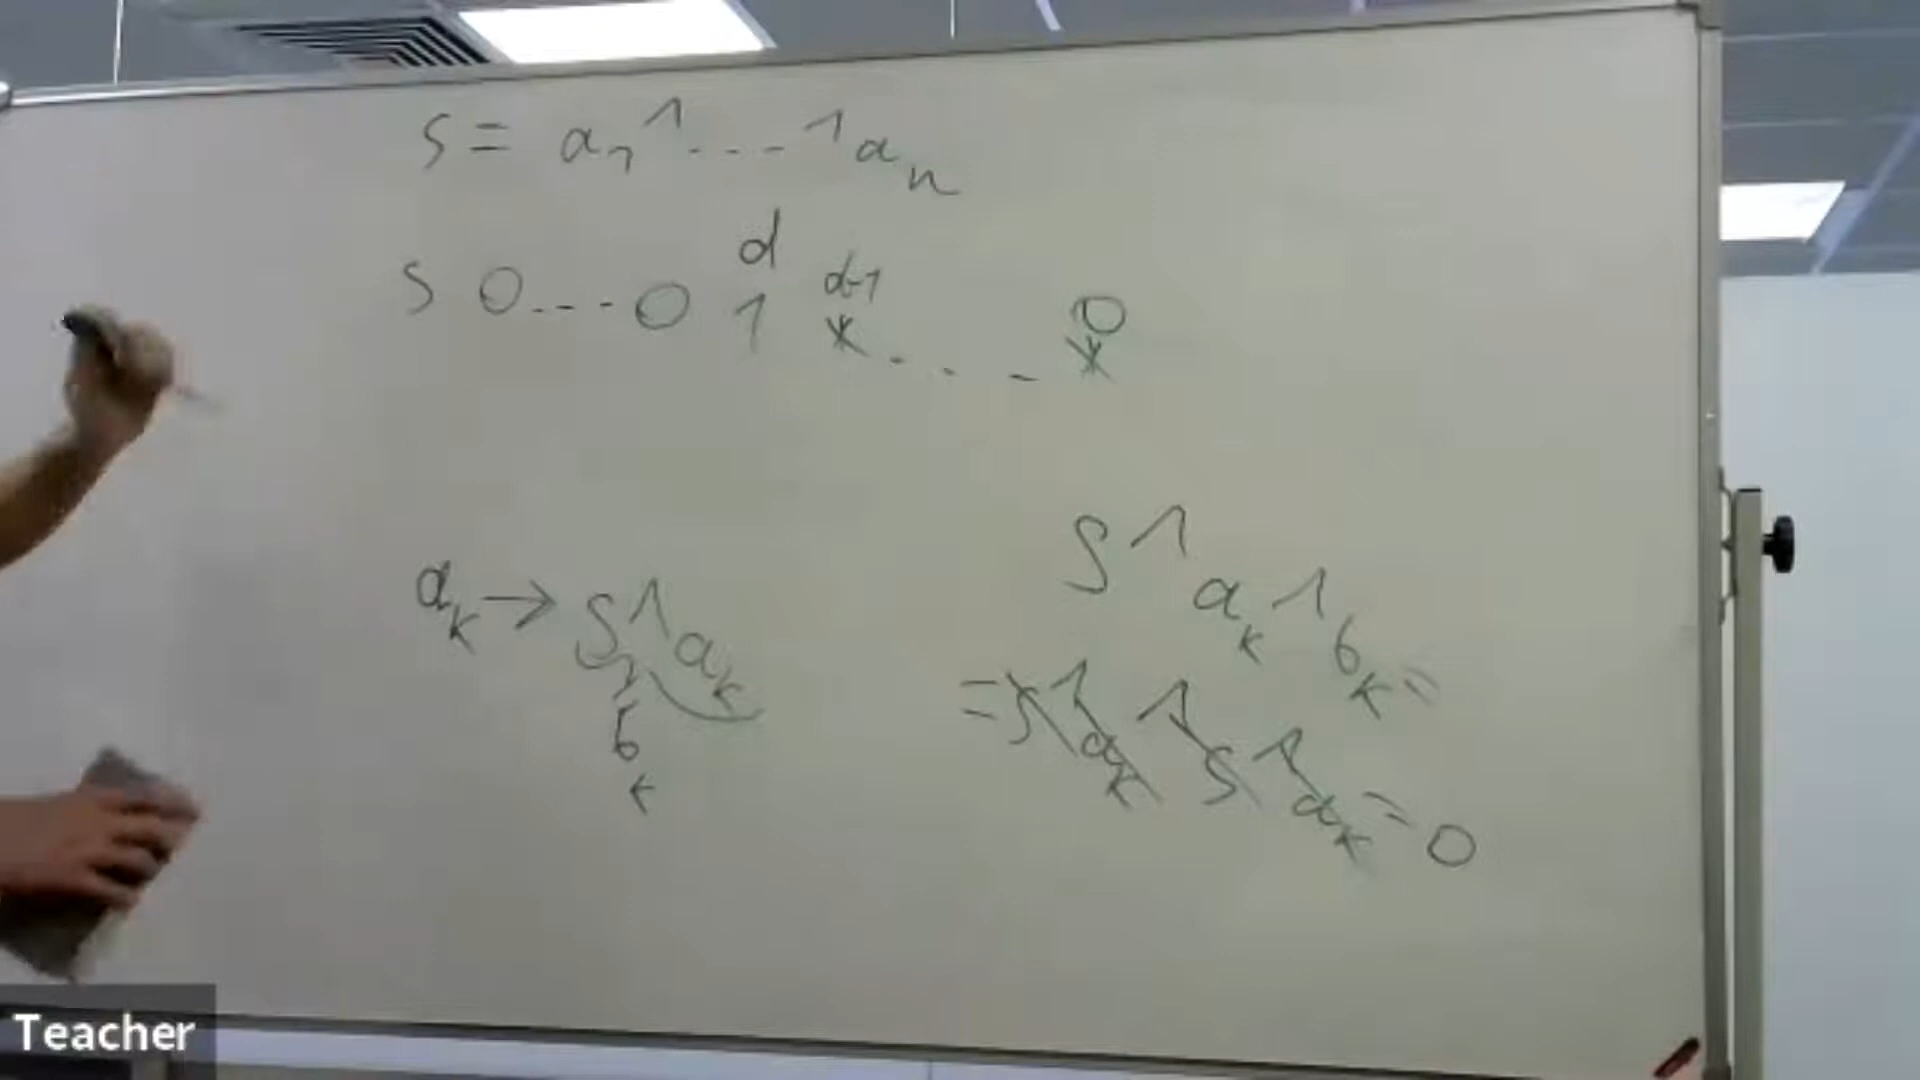 s = a₁ ^ ... ^ aₙ
d
d-1
0
s 0...0 1 * . . . *
aₖ → s ^ aₖ
bₖ
s ^ aₖ ^ bₖ =
= s ^ aₖ ^ s ^ aₖ = 0
Teacher